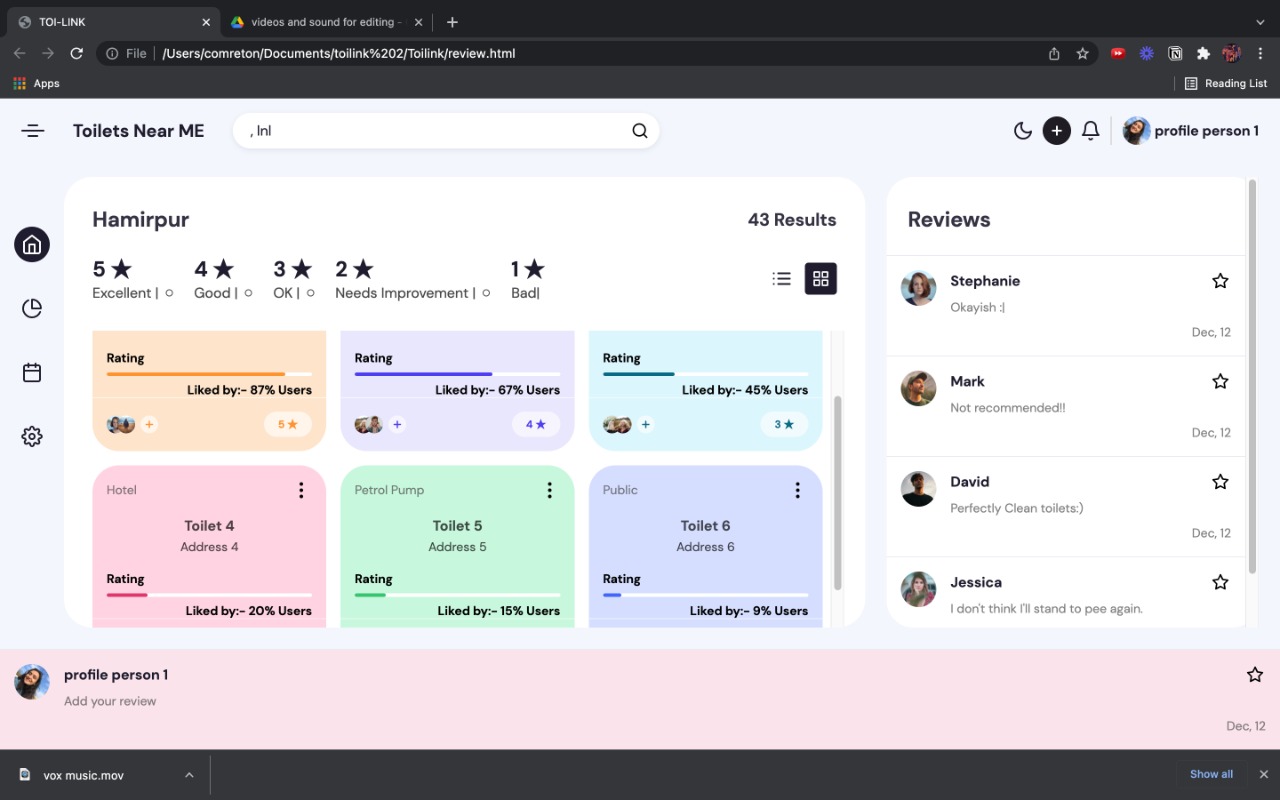 TOI-LINK
videos and sound for editing -
File
/Users/comreton/Documents/toilink%202/Toilink/review.html
Apps
Reading List
Toilets Near ME
, lnl
profile person 1
Hamirpur
43 Results
5 ★ 4 ★ 3 ★ 2 ★ 1 ★
Excellent | Good | OK | Needs Improvement | Bad|
Rating
Liked by:- 87% Users
5 ★
Rating
Liked by:- 67% Users
4 ★
Rating
Liked by:- 45% Users
3 ★
Hotel
Toilet 4
Address 4
Rating
Liked by:- 20% Users
Petrol Pump
Toilet 5
Address 5
Rating
Liked by:- 15% Users
Public
Toilet 6
Address 6
Rating
Liked by:- 9% Users
Reviews
Stephanie
Okayish :|
Dec, 12
Mark
Not recommended!!
Dec, 12
David
Perfectly Clean toilets:)
Dec, 12
Jessica
I don't think I'll stand to pee again.
profile person 1
Add your review
Dec, 12
vox music.mov
Show all